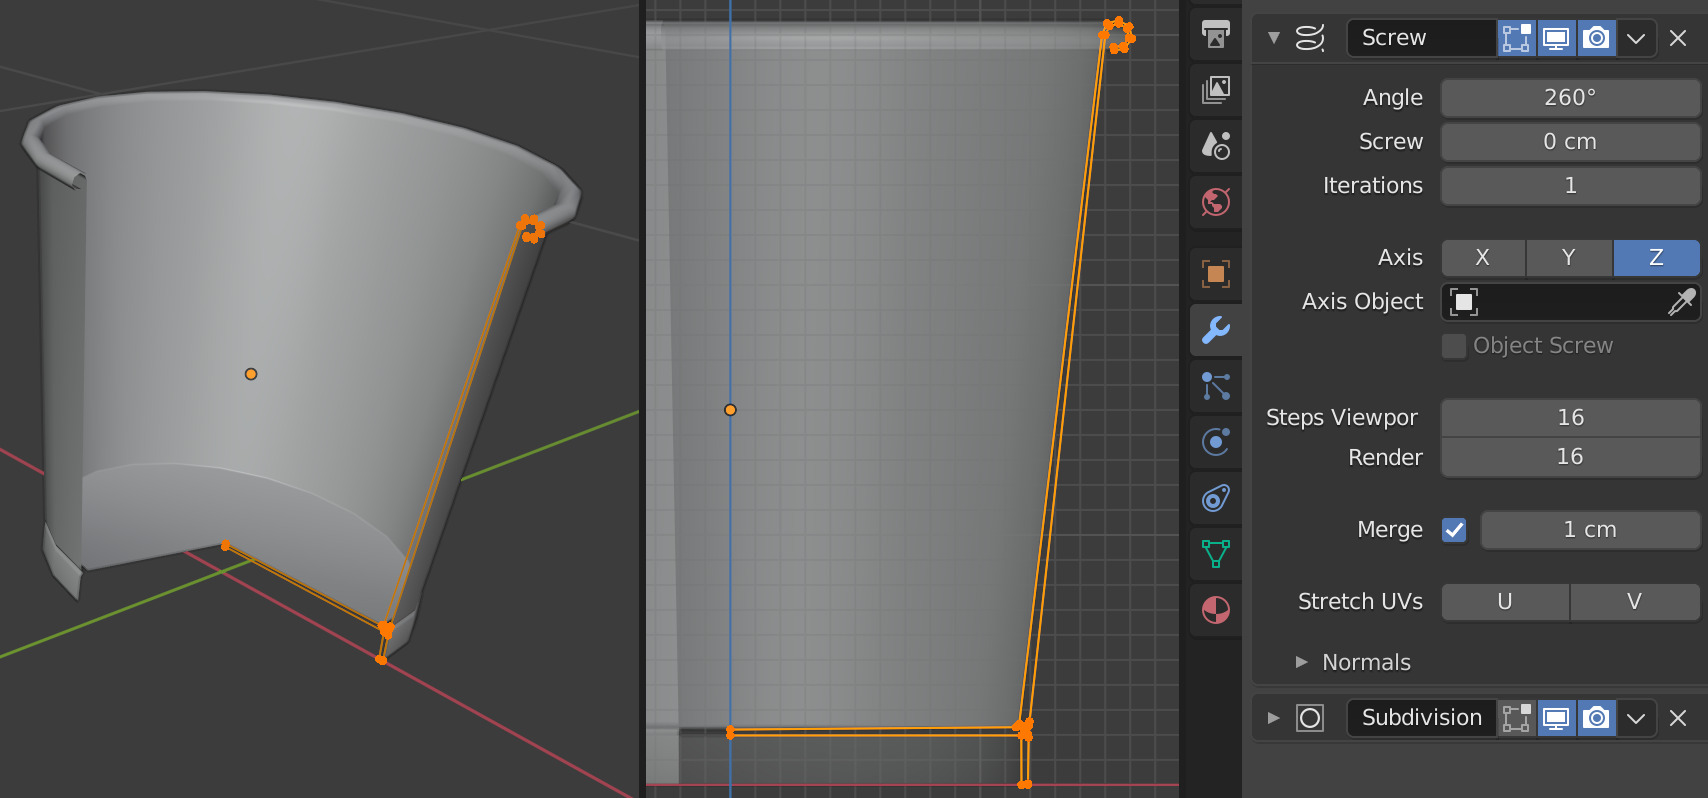 Screw
Angle 260°
Screw 0 cm
Iterations 1
Axis X Y Z
Axis Object
Object Screw
Steps Viewpor 16
Render 16
Merge 1 cm
Stretch UVs U V
Normals
Subdivision